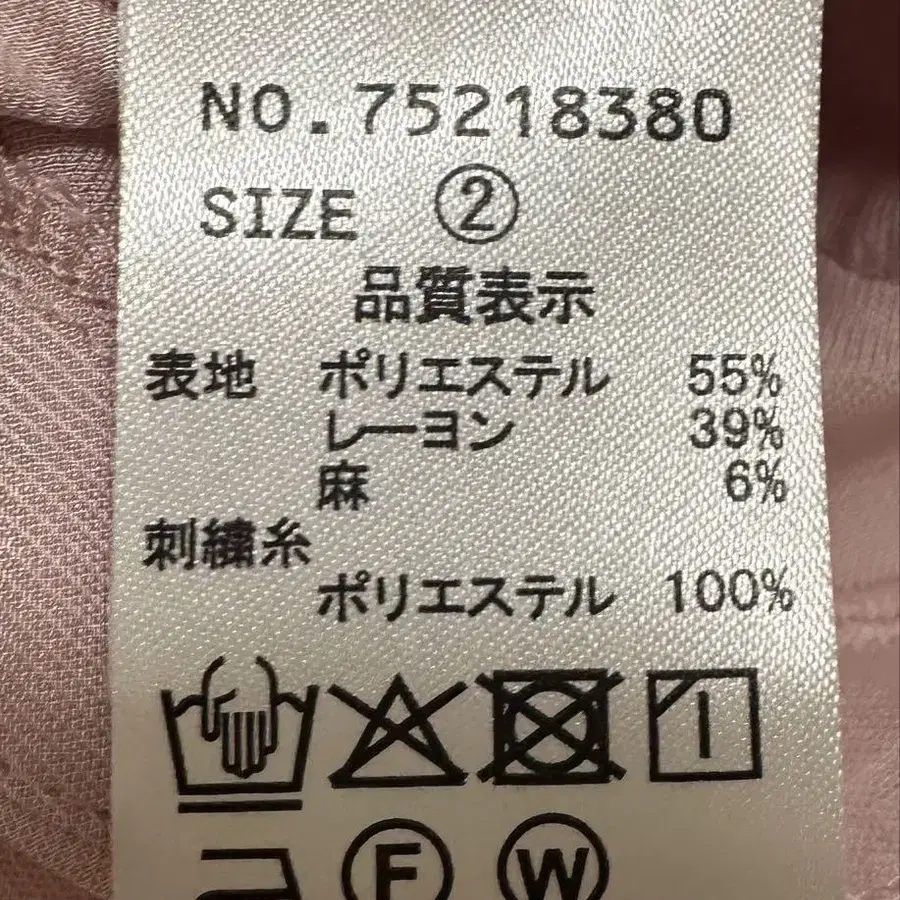 NO.75218380
SIZE ②
品質表示
表地 ポリエステル 55%
レーヨン 39%
麻 6%
刺繍糸
ポリエステル 100%
F W